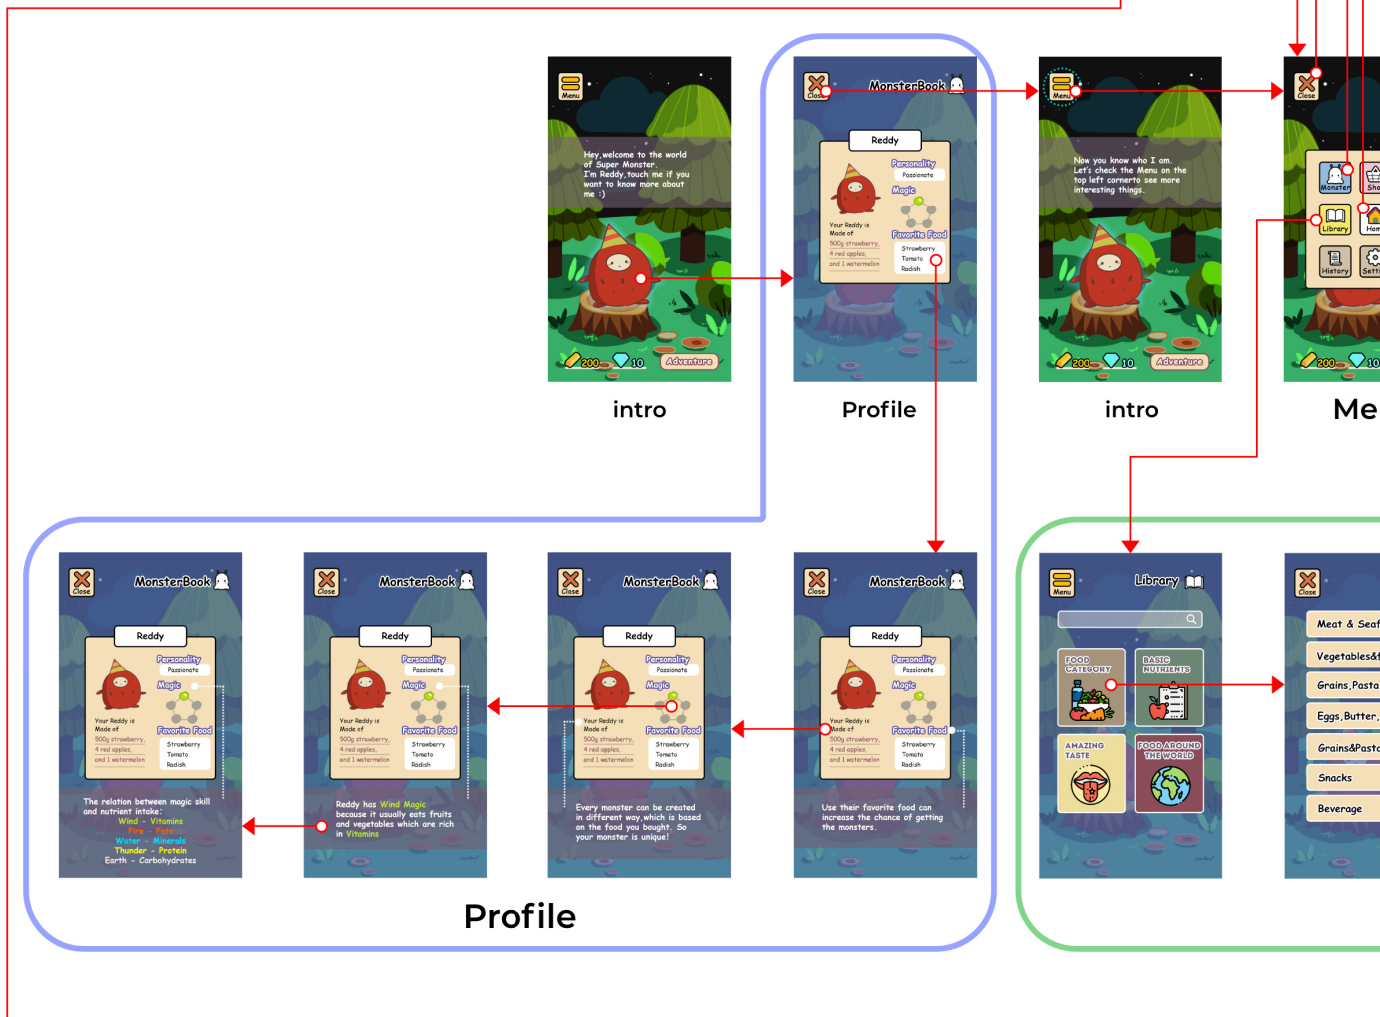 Menu
Hey,welcome to the world
of Super Monster.
I'm Reddy,touch me if you
want to know more about
me :)
200
10
Adventure
intro
Close
MonsterBook
Reddy
Personality
Passionate
Magic
Your Reddy is
Made of
500g strawberry,
4 red apples,
and 1 watermelon
Favorite Food
Strawberry
Tomato
Radish
Profile
Menu
Now you know who I am.
Let's check the Menu on the
top left cornerto see more
interesting things.
200
10
Adventure
intro
Close
Monster
Sho
Library
Hom
History
Setti
200
10
Me
Close
MonsterBook
Reddy
Personality
Passionate
Magic
Your Reddy is
Made of
500g strawberry,
4 red apples,
and 1 watermelon
Favorite Food
Strawberry
Tomato
Radish
The relation between magic skill
and nutrient intake:
Wind - Vitamins
Fire - Fats
Water - Minerals
Thunder - Protein
Earth - Carbohydrates
Close
MonsterBook
Reddy
Personality
Passionate
Magic
Your Reddy is
Made of
500g strawberry,
4 red apples,
and 1 watermelon
Favorite Food
Strawberry
Tomato
Radish
Reddy has Wind Magic
because it usually eats fruits
and vegetables which are rich
in Vitamins
Close
MonsterBook
Reddy
Personality
Passionate
Magic
Your Reddy is
Made of
500g strawberry,
4 red apples,
and 1 watermelon
Favorite Food
Strawberry
Tomato
Radish
Every monster can be created
in different way,which is based
on the food you bought. So
your monster is unique!
Close
MonsterBook
Reddy
Personality
Passionate
Magic
Your Reddy is
Made of
500g strawberry,
4 red apples,
and 1 watermelon
Favorite Food
Strawberry
Tomato
Radish
Use their favorite food can
increase the chance of getting
the monsters.
Profile
Menu
Library
FOOD
CATEGORY
BASIC
NUTRIENTS
AMAZING
TASTE
FOOD AROUND
THE WORLD
Close
Meat & Seaf
Vegetables&f
Grains,Pasta
Eggs,Butter,
Grains&Pasta
Snacks
Beverage